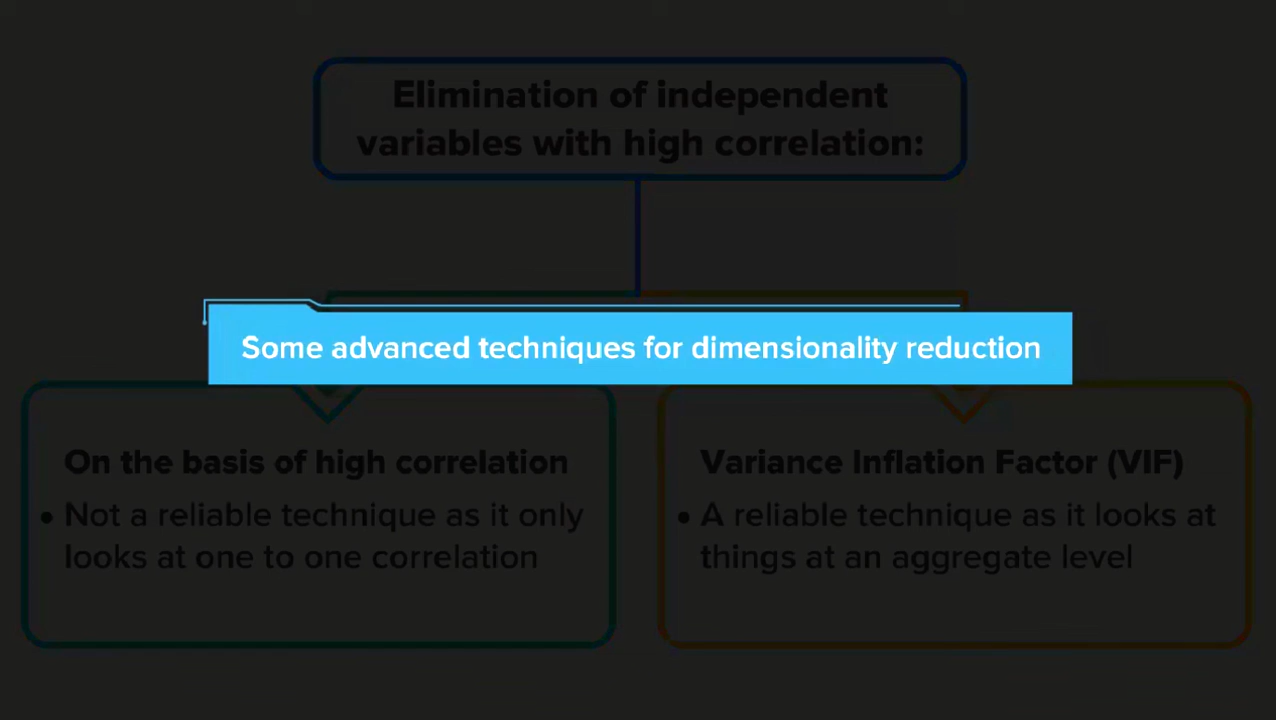 Elimination of independent
variables with high correlation:
Some advanced techniques for dimensionality reduction
On the basis of high correlation
• Not a reliable technique as it only
looks at one to one correlation
Variance Inflation Factor (VIF)
• A reliable technique as it looks at
things at an aggregate level